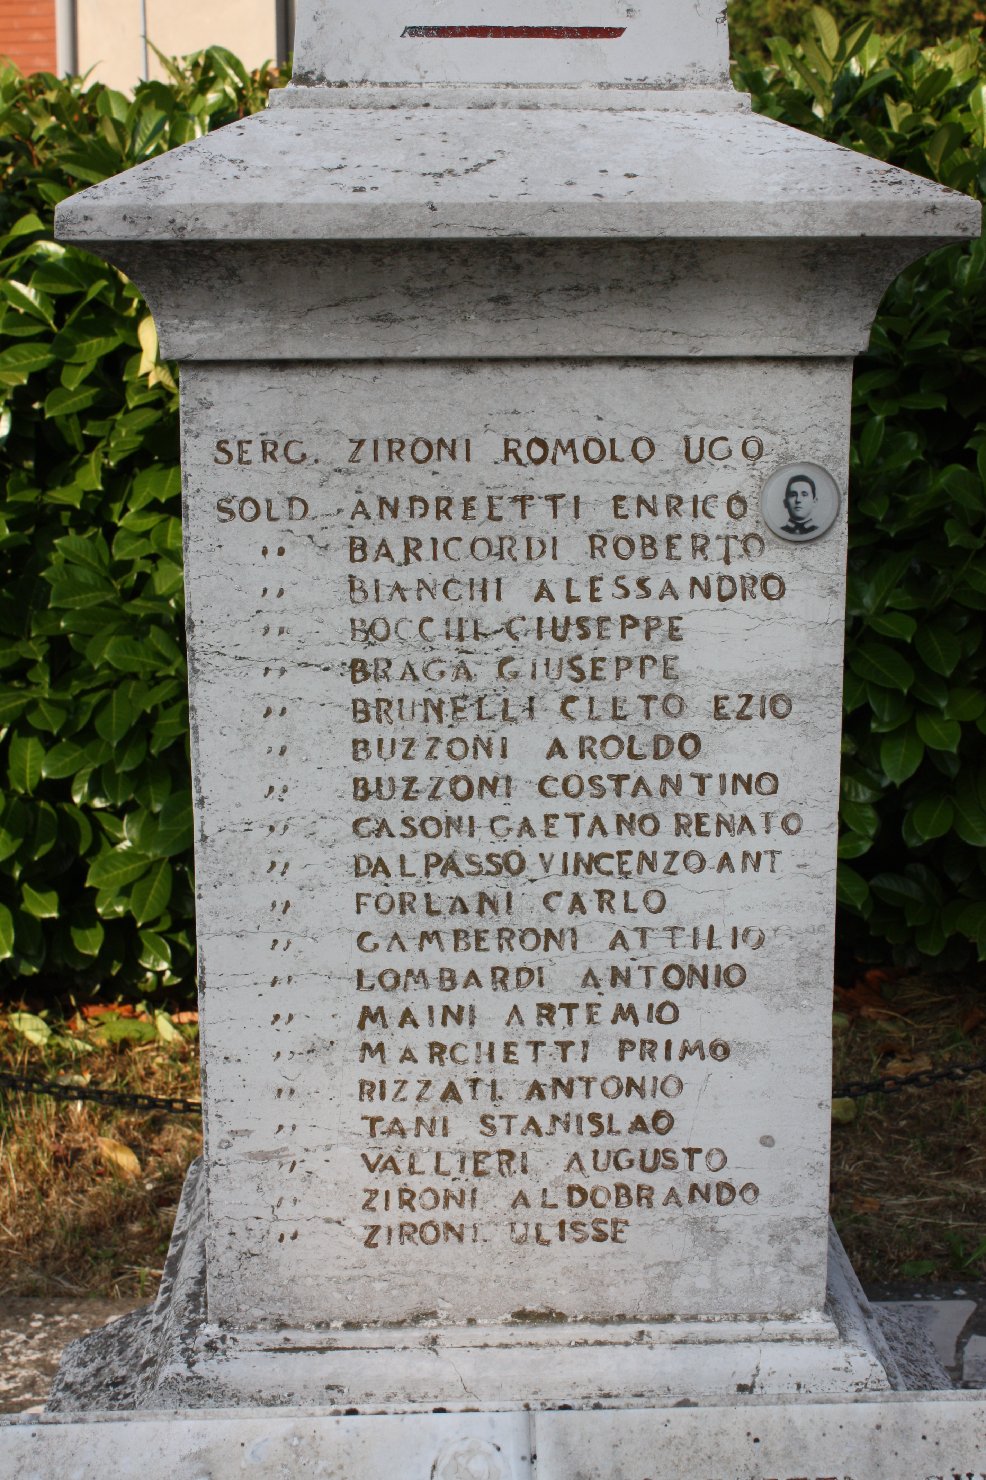 SERG. ZIRONI ROMOLO UGO
SOLD. ANDREETTI ENRICO
" BARICORDI ROBERTO
" BIANCHI ALESSANDRO
" BOCCHI GIUSEPPE
" BRAGA GIUSEPPE
" BRUNELLI CLETO EZIO
" BUZZONI AROLDO
" BUZZONI COSTANTINO
" CASONI GAETANO RENATO
" DALPASSO VINCENZO ANT
" FORLANI CARLO
" GAMBERONI ATTILIO
" LOMBARDI ANTONIO
" MAINI ARTEMIO
" MARCHETTI PRIMO
" RIZZATI ANTONIO
" TANI STANISLAO
" VALLIERI AUGUSTO
" ZIRONI ALDOBRANDO
" ZIRONI ULISSE